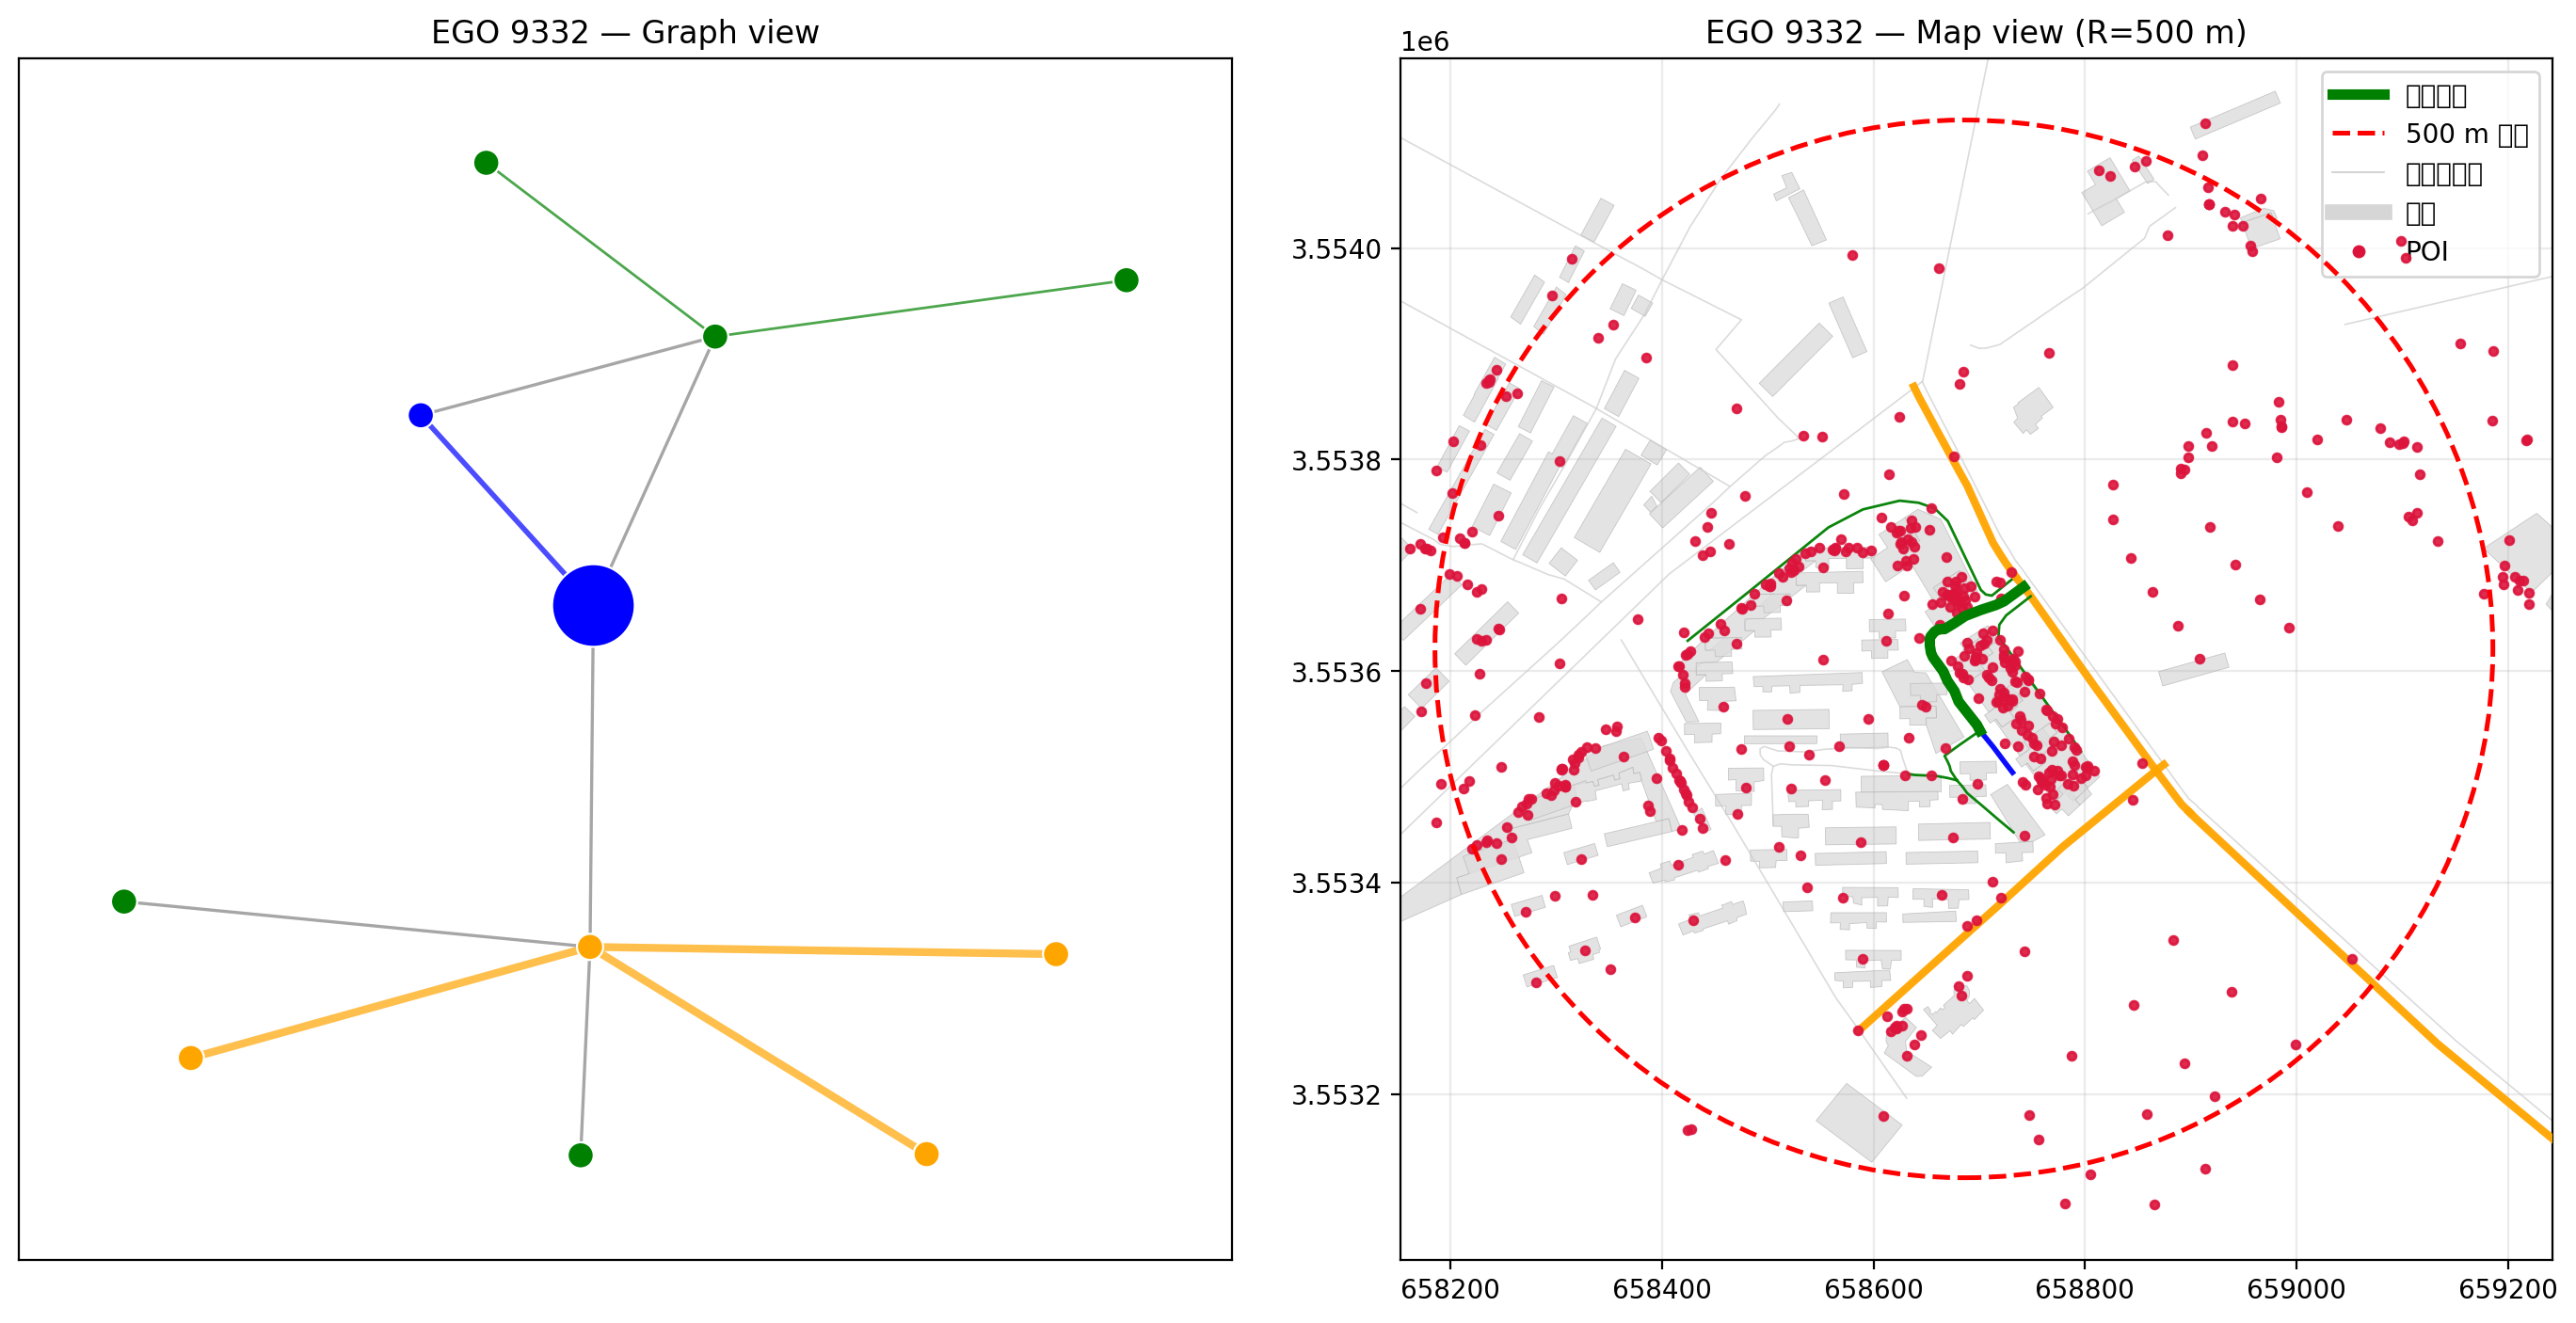 EGO 9332 — Graph view
EGO 9332 — Map view (R=500 m)
1e6
500 m
POI
3.5540
3.5538
3.5536
3.5534
3.5532
658200 658400 658600 658800 659000 659200